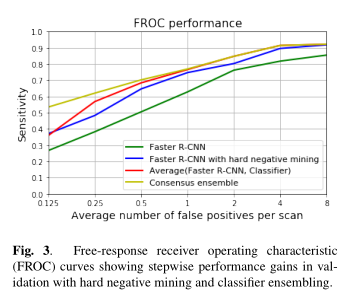 FROC performance
1.0
0.9
0.8
0.7
0.6
0.5
0.4
0.3
0.2
0.1
0.0
Sensitivity
Faster R-CNN
Faster R-CNN with hard negative mining
Average(Faster R-CNN, Classifier)
Consensus ensemble
0.125 0.25 0.5 1 2 4 8
Average number of false positives per scan
Fig. 3. Free-response receiver operating characteristic
(FROC) curves showing stepwise performance gains in val-
idation with hard negative mining and classifier ensembling.